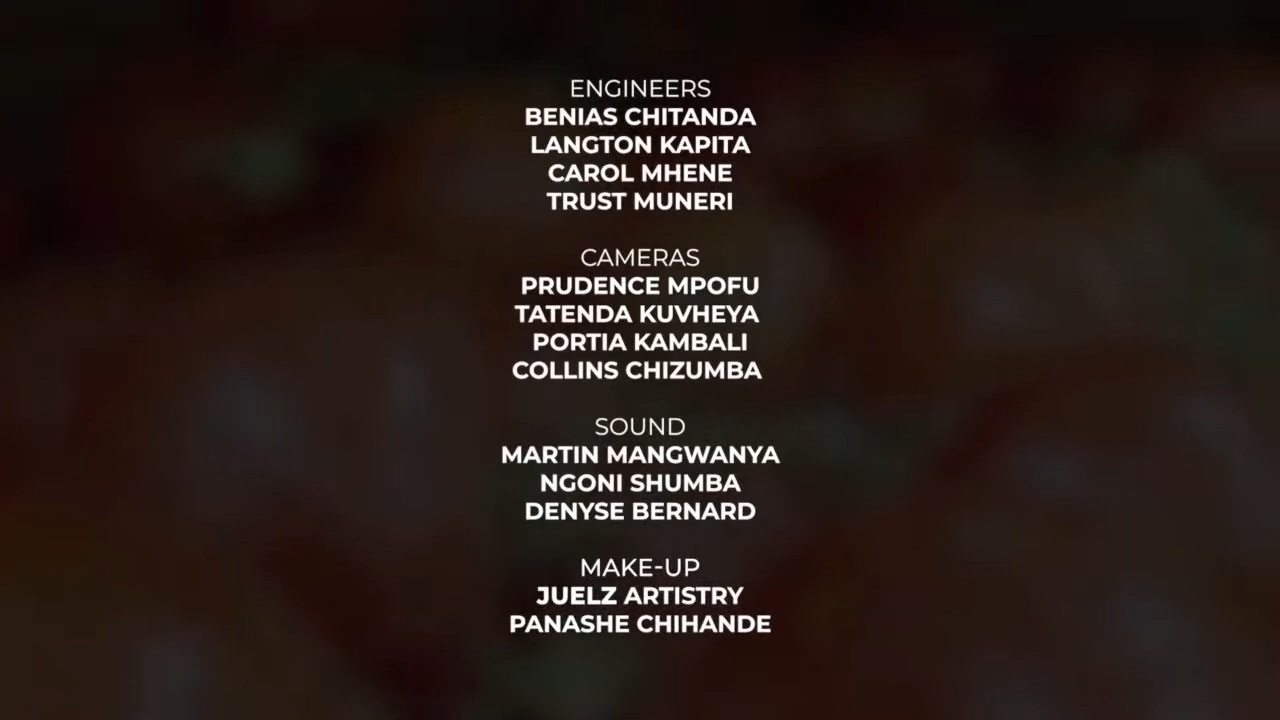 ENGINEERS
BENIAS CHITANDA
LANGTON KAPITA
CAROL MHENE
TRUST MUNERI
CAMERAS
PRUDENCE MPOFU
TATENDA KUVHEYA
PORTIA KAMBALI
COLLINS CHIZUMBA
SOUND
MARTIN MANGWANYA
NGONI SHUMBA
DENYSE BERNARD
MAKE-UP
JUELZ ARTISTRY
PANASHE CHIHANDE